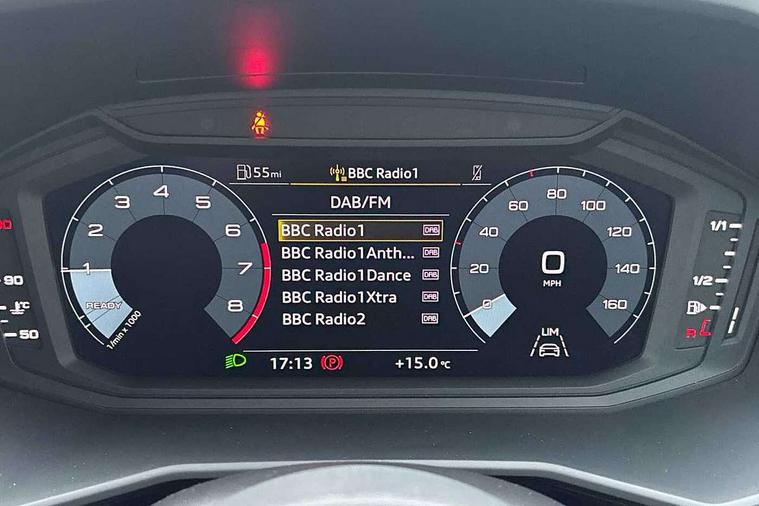 55mi
BBC Radio1
DAB/FM
BBC Radio1 DAB
BBC Radio1Anth... DAB
BBC Radio1Dance DAB
BBC Radio1Xtra DAB
BBC Radio2 DAB
1 2 3 4 5 6 7 8
READY
1/min x 1000
0 20 40 60 80 100 120 140 160
0
MPH
LIM
17:13 P +15.0°C
90
°C
50
1/1
1/2
R